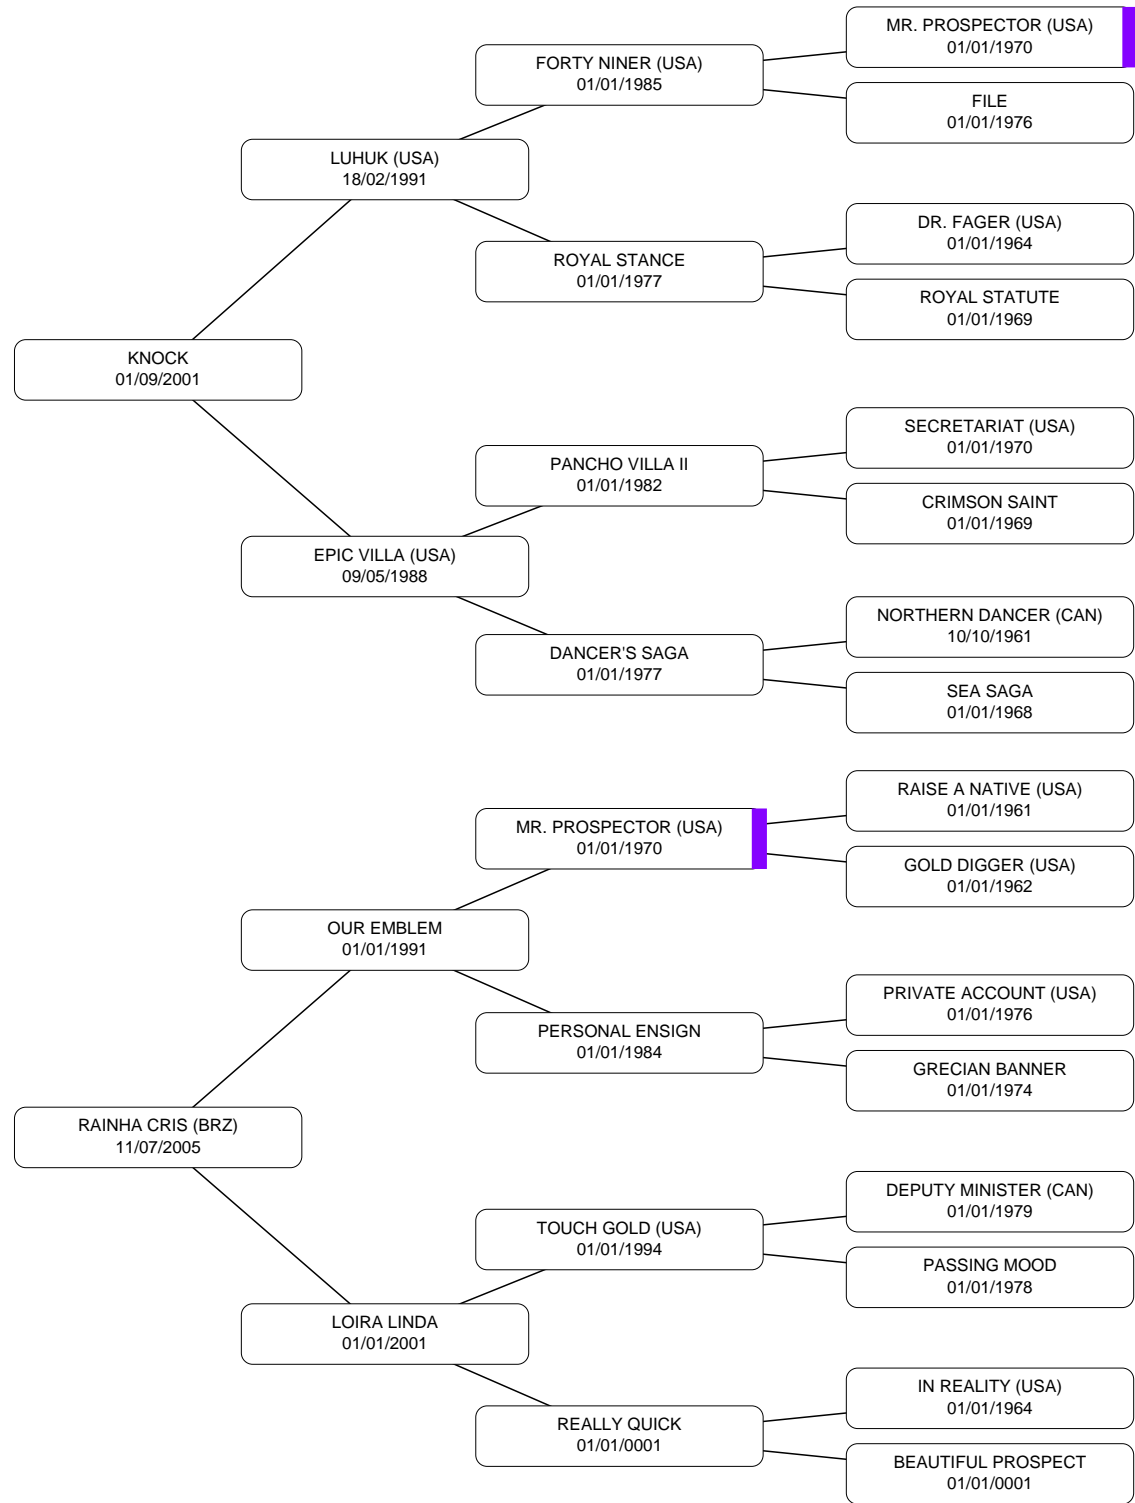 MR. PROSPECTOR (USA)
01/01/1970
FORTY NINER (USA)
01/01/1985
FILE
01/01/1976
LUHUK (USA)
18/02/1991
DR. FAGER (USA)
01/01/1964
ROYAL STANCE
01/01/1977
ROYAL STATUTE
01/01/1969
KNOCK
01/09/2001
SECRETARIAT (USA)
01/01/1970
PANCHO VILLA II
01/01/1982
CRIMSON SAINT
01/01/1969
EPIC VILLA (USA)
09/05/1988
NORTHERN DANCER (CAN)
10/10/1961
DANCER'S SAGA
01/01/1977
SEA SAGA
01/01/1968
RAISE A NATIVE (USA)
01/01/1961
MR. PROSPECTOR (USA)
01/01/1970
GOLD DIGGER (USA)
01/01/1962
OUR EMBLEM
01/01/1991
PRIVATE ACCOUNT (USA)
01/01/1976
PERSONAL ENSIGN
01/01/1984
GRECIAN BANNER
01/01/1974
RAINHA CRIS (BRZ)
11/07/2005
DEPUTY MINISTER (CAN)
01/01/1979
TOUCH GOLD (USA)
01/01/1994
PASSING MOOD
01/01/1978
LOIRA LINDA
01/01/2001
IN REALITY (USA)
01/01/1964
REALLY QUICK
01/01/0001
BEAUTIFUL PROSPECT
01/01/0001